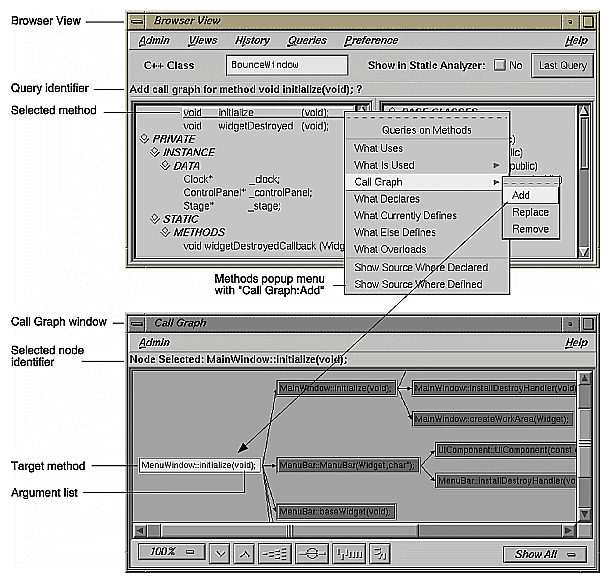 Browser View
Browser View
Admin Views History Queries Preference Help
C++ Class BounceWindow Show in Static Analyzer: No Last Query
Query identifier
Add call graph for method void initialize(void); ?
Selected method
void initialize (void);
void widgetDestroyed (void);
PRIVATE
INSTANCE
DATA
Clock* _clock;
ControlPanel* _controlPanel;
Stage* _stage;
STATIC
METHODS
void widgetDestroyedCallback (Widg
BASE CLASSES
public)
Queries on Methods
What Uses
What Is Used
Call Graph
What Declares
What Currently Defines
What Else Defines
What Overloads
Show Source Where Declared
Show Source Where Defined
Add
Replace
Remove
Methods popup menu
with "Call Graph:Add"
Call Graph window
Call Graph
Admin Help
Selected node
identifier
Node Selected: MainWindow::initialize(void);
MainWindow::initialize(void);
MainWindow::installDestroyHandler(void
MainWindow::createWorkArea(Widget);
UIComponent::UIComponent(const c
Target method
MenuWindow::initialize(void);
MenuBar::MenuBar(Widget,char*);
MenuBar::installDestroyHandler(vo
Argument list
MenuBar::baseWidget(void);
100%
Show All